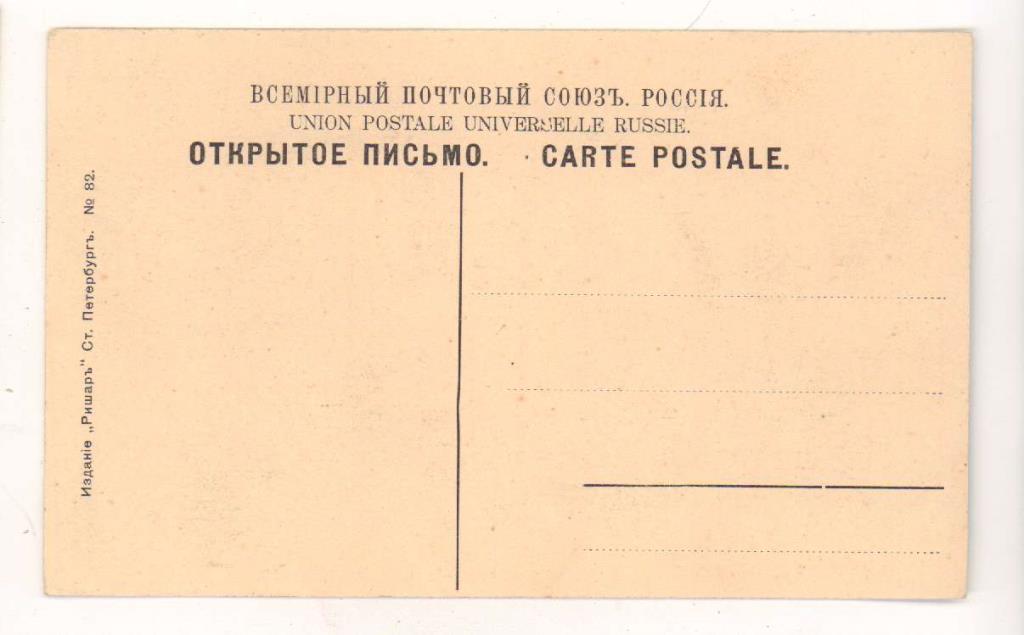 ВСЕМІРНЫЙ ПОЧТОВЫЙ СОЮЗЪ. РОССІЯ.
UNION POSTALE UNIVERSELLE RUSSIE.
ОТКРЫТОЕ ПИСЬМО. · CARTE POSTALE.
Изданіе „Ришаръ" Ст. Петербургъ. № 82.